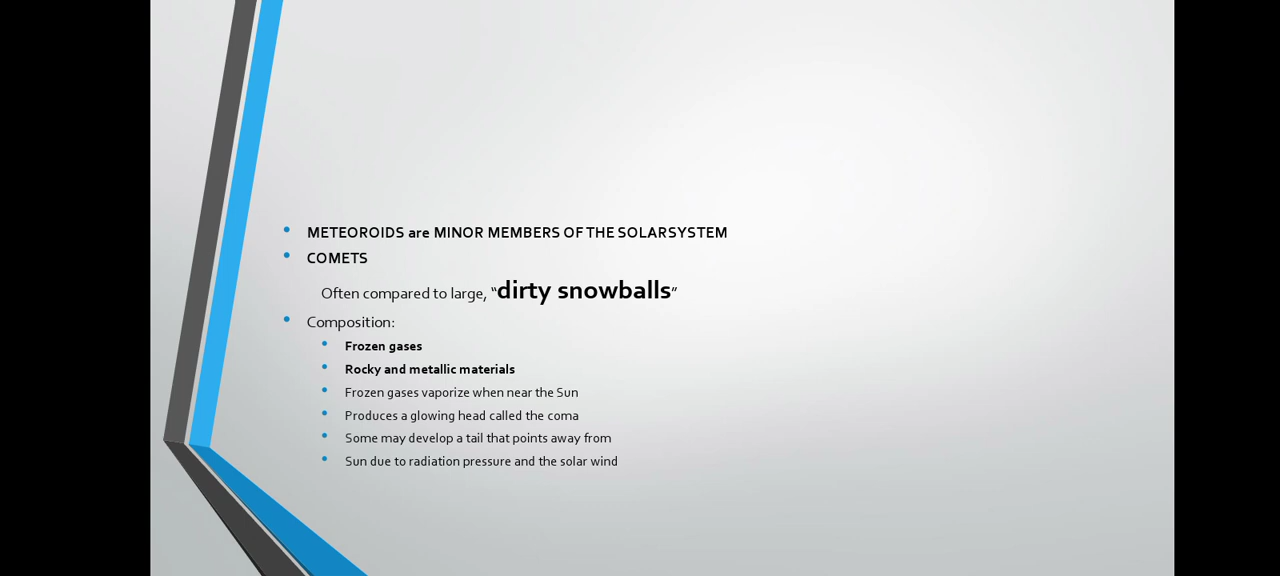 METEOROIDS are MINOR MEMBERS OF THE SOLARSYSTEM
COMETS
Often compared to large, “dirty snowballs”
Composition:
Frozen gases
Rocky and metallic materials
Frozen gases vaporize when near the Sun
Produces a glowing head called the coma
Some may develop a tail that points away from
Sun due to radiation pressure and the solar wind